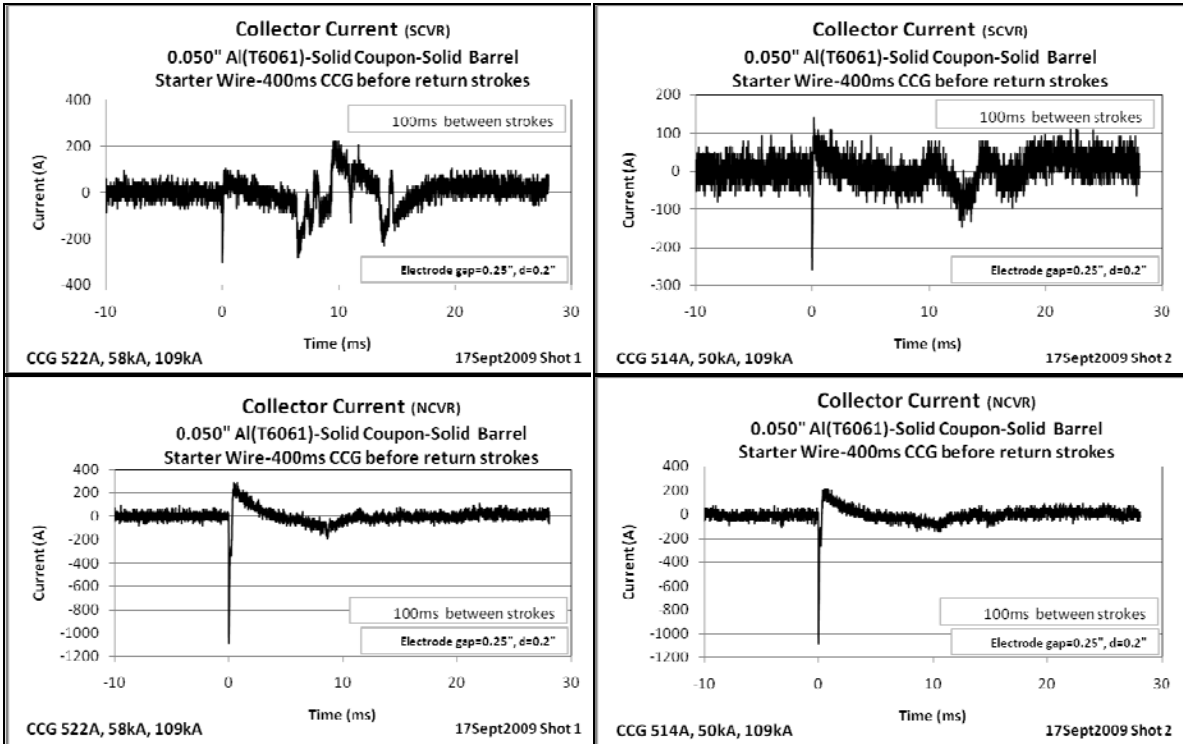 Collector Current (SCVR)
0.050" Al(T6061)-Solid Coupon-Solid Barrel
Starter Wire-400ms CCG before return strokes
400
200
0
-200
-400
Current (A)
100ms between strokes
Electrode gap=0.25", d=0.2"
-10
0
10
20
30
Time (ms)
CCG 522A, 58kA, 109kA
17Sept2009 Shot 1
Collector Current (SCVR)
0.050" Al(T6061)-Solid Coupon-Solid Barrel
Starter Wire-400ms CCG before return strokes
200
100
0
-100
-200
-300
Current (A)
100ms between strokes
Electrode gap=0.25", d=0.2"
-10
0
10
20
30
Time (ms)
CCG 514A, 50kA, 109kA
17Sept2009 Shot 2
Collector Current (NCVR)
0.050" Al(T6061)-Solid Coupon-Solid Barrel
Starter Wire-400ms CCG before return strokes
400
200
0
-200
-400
-600
-800
-1000
-1200
Current (A)
100ms between strokes
Electrode gap=0.25", d=0.2"
-10
0
10
20
30
Time (ms)
CCG 522A, 58kA, 109kA
17Sept2009 Shot 1
Collector Current (NCVR)
0.050" Al(T6061)-Solid Coupon-Solid Barrel
Starter Wire-400ms CCG before return strokes
400
200
0
-200
-400
-600
-800
-1000
-1200
Current (A)
100ms between strokes
Electrode gap=0.25", d=0.2"
-10
0
10
20
30
Time (ms)
CCG 514A, 50kA, 109kA
17Sept2009 Shot 2